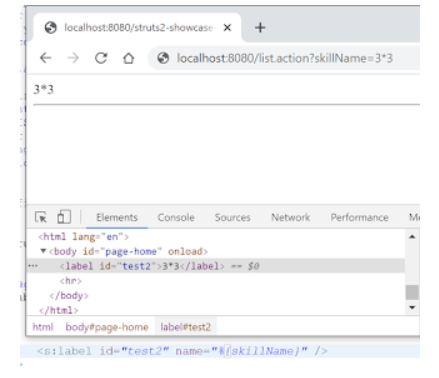 localhost:8080/struts2-showcase
localhost:8080/list.action?skillName=3*3
3*3
Elements Console Sources Network Performance
<html lang="en">
▼<body id="page-home" onload>
··· <label id="test2">3*3</label> == $0
<hr>
</body>
</html>
html body#page-home label#test2
<s:label id="test2" name="%{skillName}" />